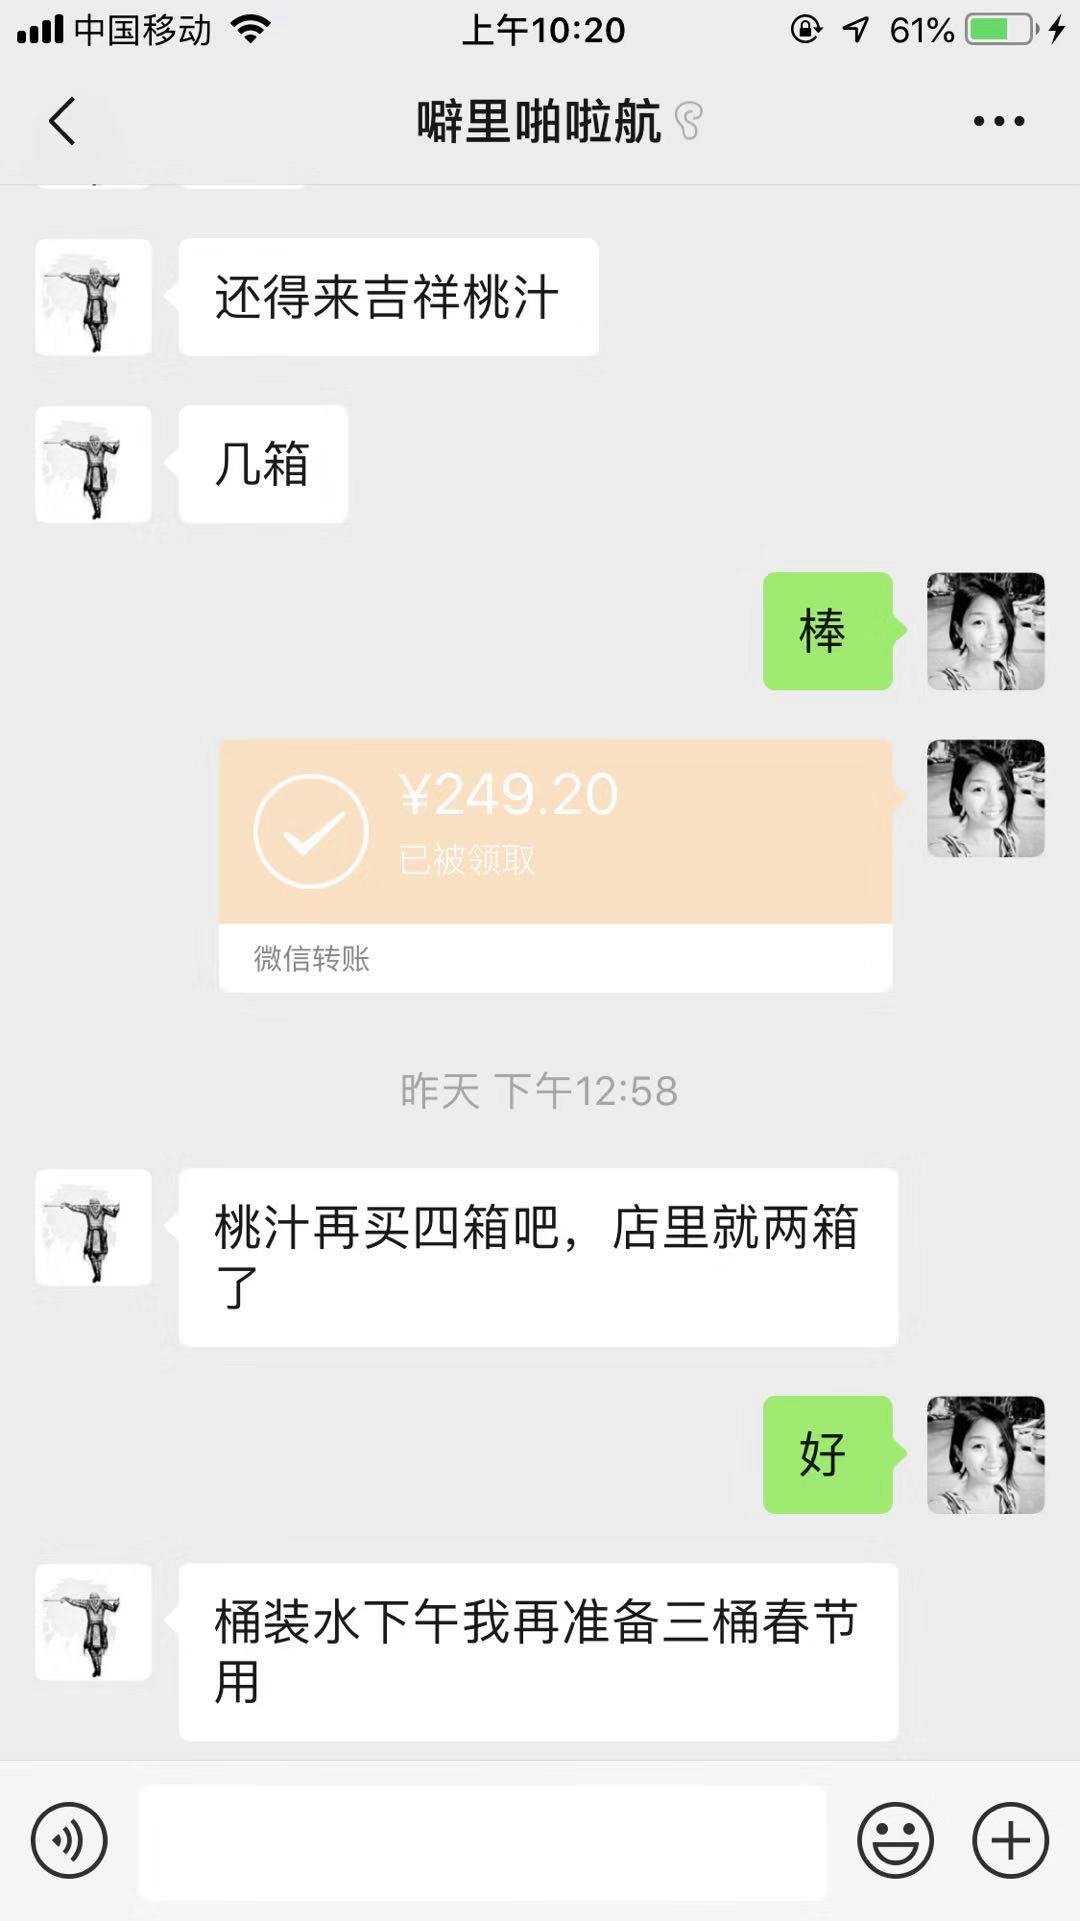 中国移动
上午10:20
61%
噼里啪啦航
还得来吉祥桃汁
几箱
棒
¥249.20
已被领取
微信转账
昨天 下午12:58
桃汁再买四箱吧，店里就两箱
了
好
桶装水下午我再准备三桶春节
用